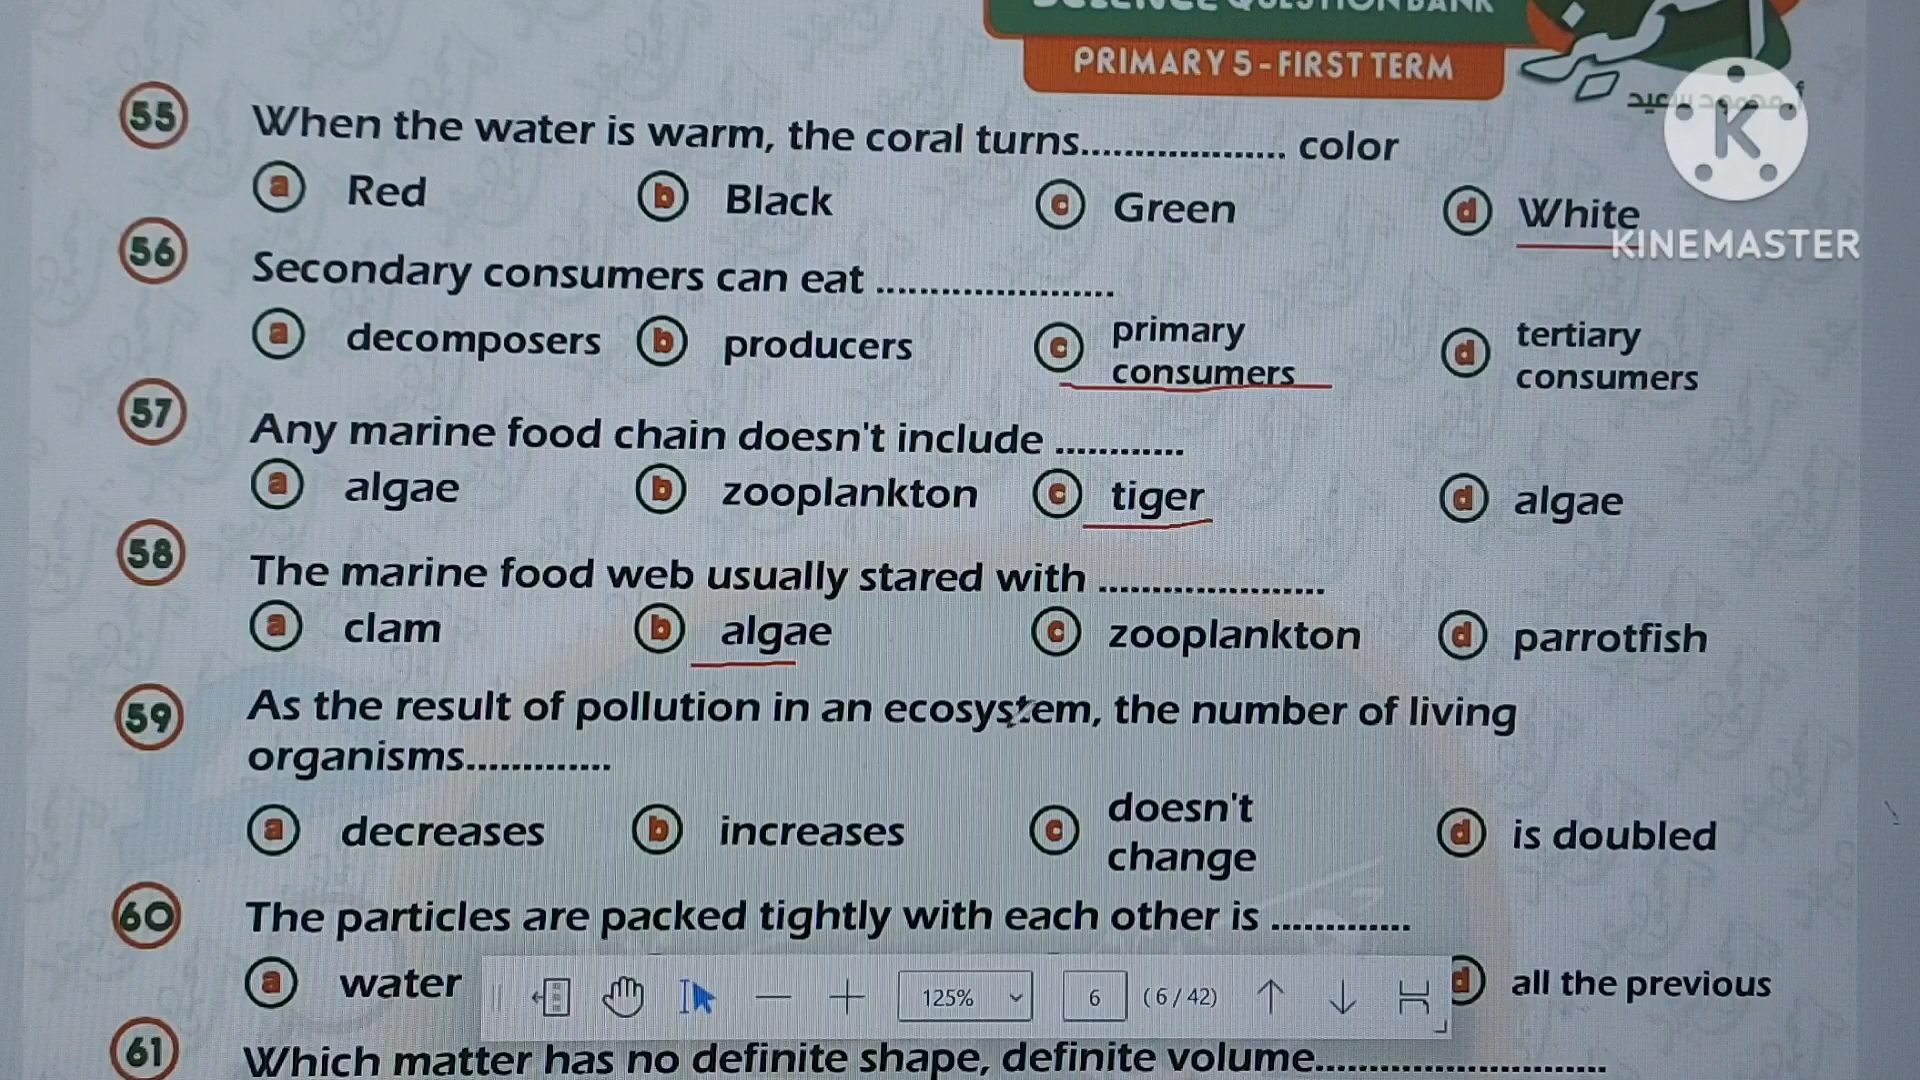 SCIENCE QUESTION BANK
PRIMARY 5 - FIRST TERM
K
KINEMASTER
55 When the water is warm, the coral turns................... color
a Red b Black c Green d White
56 Secondary consumers can eat ......................
a decomposers b producers c primary consumers d tertiary consumers
57 Any marine food chain doesn't include ............
a algae b zooplankton c tiger d algae
58 The marine food web usually stared with .....................
a clam b algae c zooplankton d parrotfish
59 As the result of pollution in an ecosystem, the number of living
organisms.............
a decreases b increases c doesn't change d is doubled
60 The particles are packed tightly with each other is .............
a water d all the previous
125% 6 (6 / 42)
61 Which matter has no definite shape, definite volume...........................